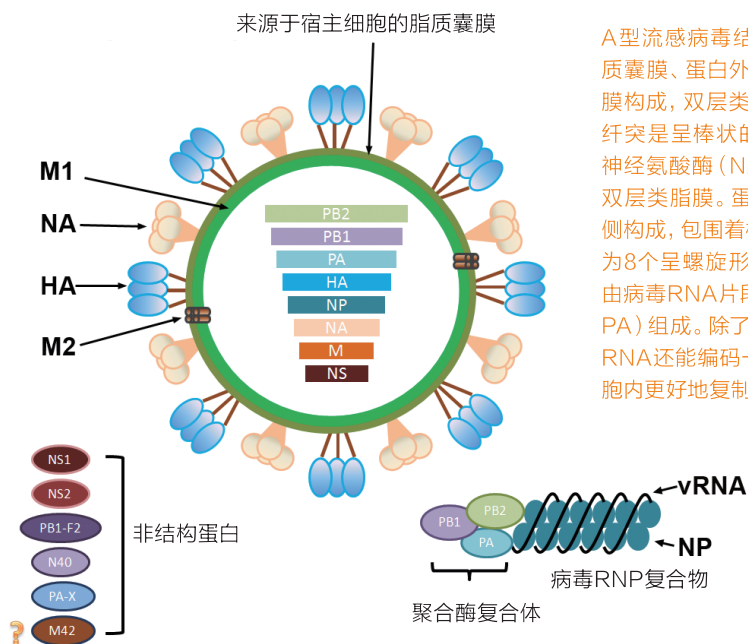 来源于宿主细胞的脂质囊膜
M1
NA
HA
M2
PB2
PB1
PA
HA
NP
NA
M
NS
A型流感病毒结
质囊膜、蛋白外
膜构成，双层类
纤突是呈棒状的
神经氨酸酶（N
双层类脂膜。蛋
侧构成，包围着
为8个呈螺旋形
由病毒RNA片段
PA）组成。除了
RNA还能编码一
胞内更好地复制
NS1
NS2
PB1-F2
N40
PA-X
? M42
非结构蛋白
PB1
PB2
PA
vRNA
NP
病毒RNP复合物
聚合酶复合体